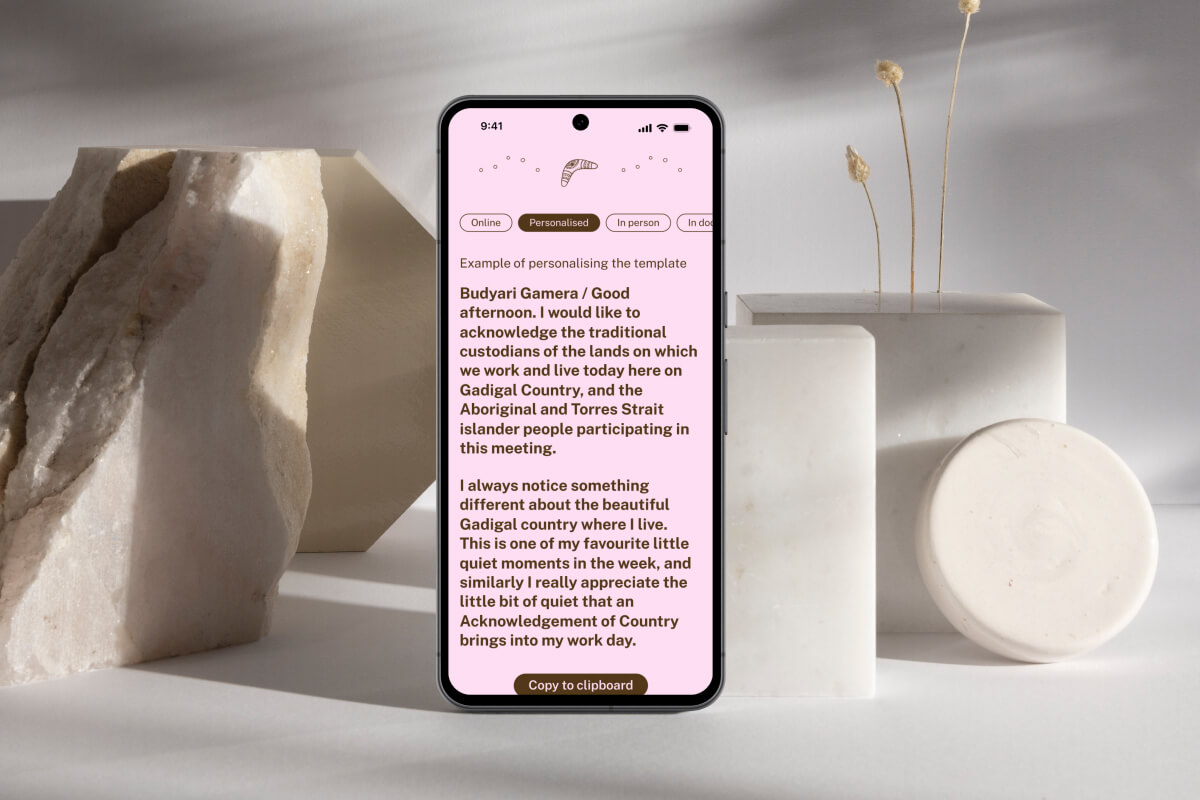 9:41
Online Personalised In person In doc
Example of personalising the template
Budyari Gamera / Good
afternoon. I would like to
acknowledge the traditional
custodians of the lands on which
we work and live today here on
Gadigal Country, and the
Aboriginal and Torres Strait
islander people participating in
this meeting.
I always notice something
different about the beautiful
Gadigal country where I live.
This is one of my favourite little
quiet moments in the week, and
similarly I really appreciate the
little bit of quiet that an
Acknowledgement of Country
brings into my work day.
Copy to clipboard